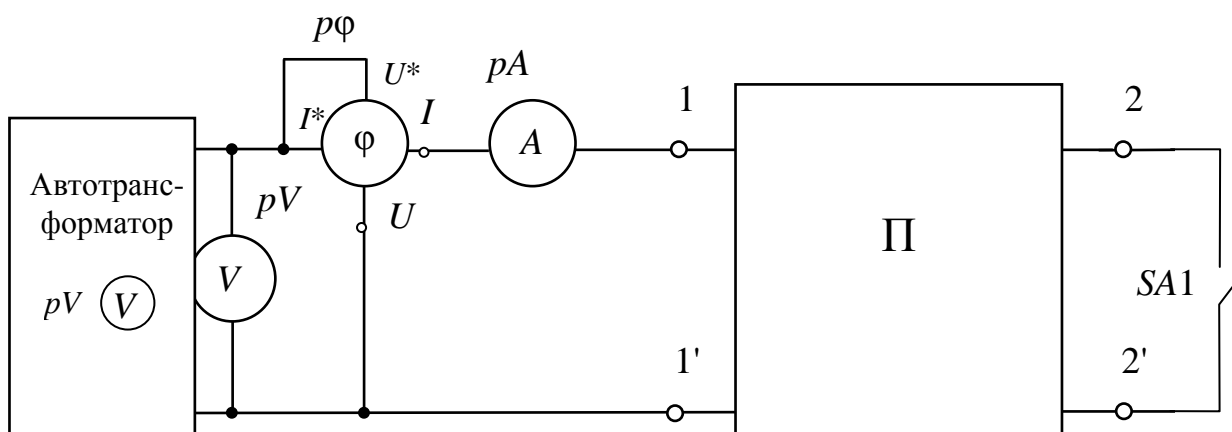 pφ
U*
pA
I*
I
1
2
φ
A
Автотранс-
форматор
pV
U
П
V
pV
V
SA1
1'
2'